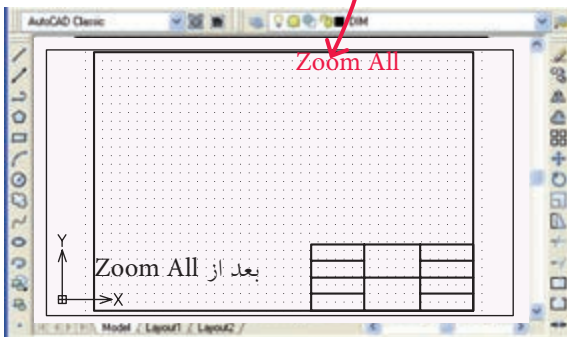 AutoCAD Classic
DIM
Zoom All
Y
بعد از Zoom All
X
Model / Layout1 / Layout2 /